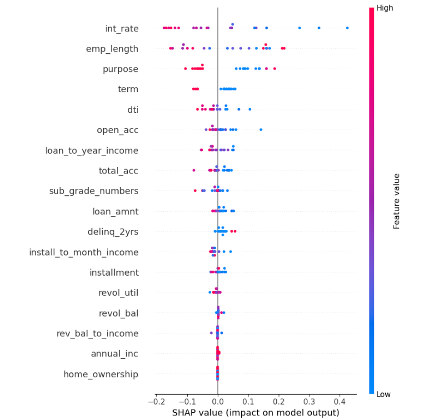 High
int_rate
emp_length
purpose
term
dti
open_acc
loan_to_year_income
total_acc
sub_grade_numbers
loan_amnt
delinq_2yrs
install_to_month_income
installment
revol_util
revol_bal
rev_bal_to_income
annual_inc
home_ownership
Feature value
Low
−0.2 −0.1 0.0 0.1 0.2 0.3 0.4
SHAP value (impact on model output)